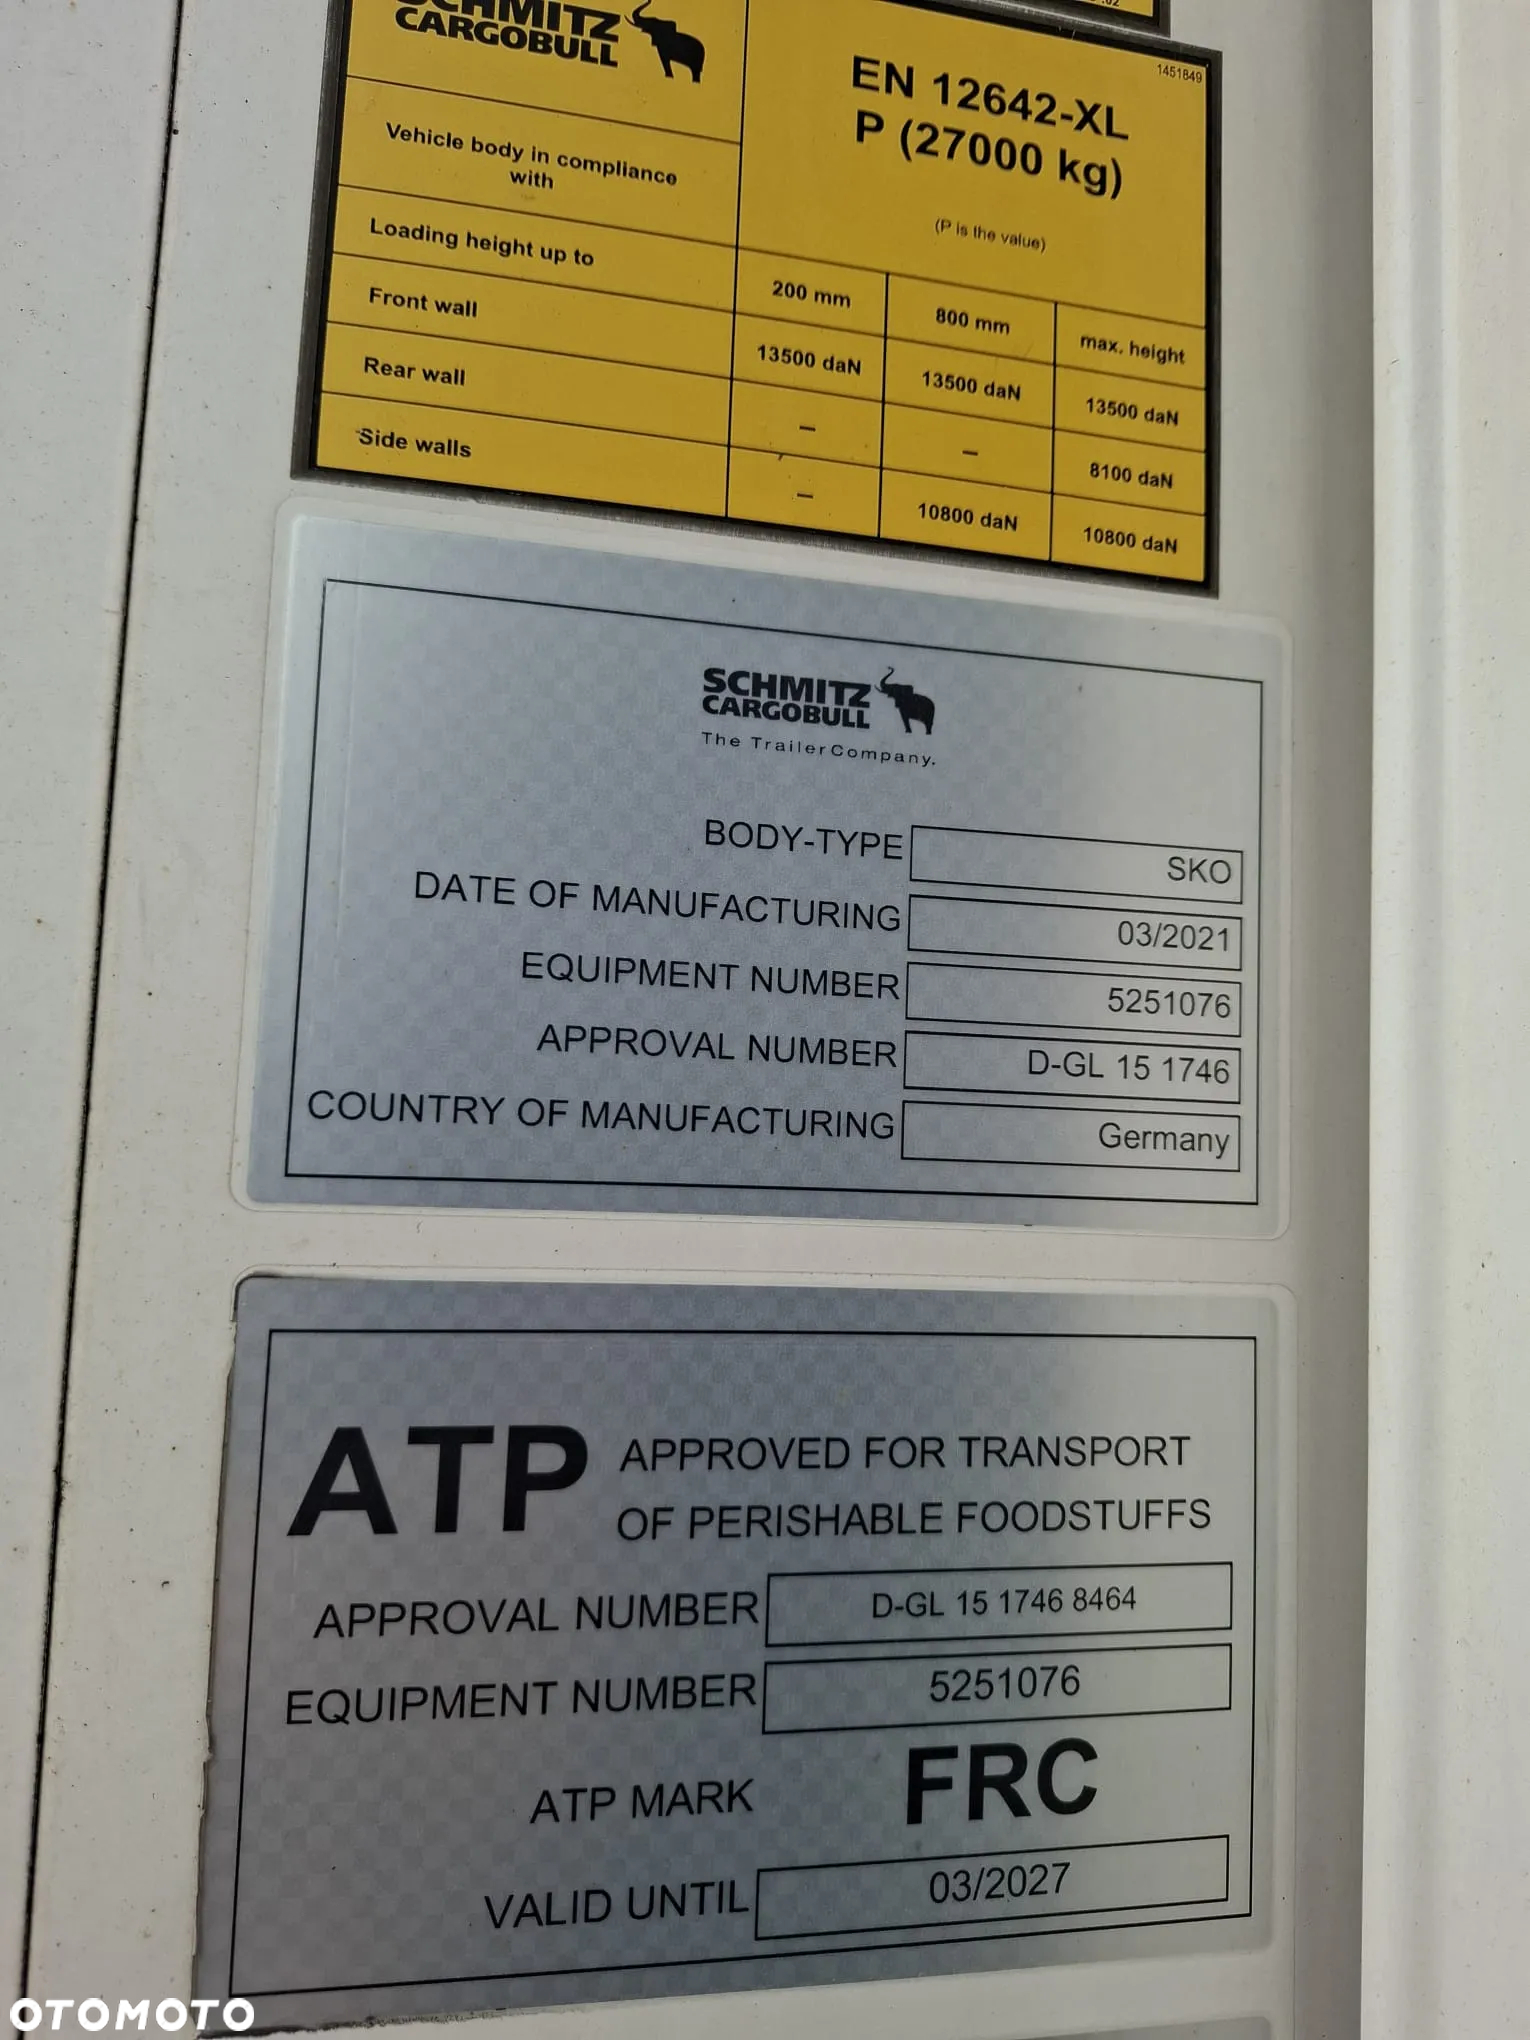 SCHMITZ
CARGOBULL
1451849
EN 12642-XL
P (27000 kg)
(P is the value)
Vehicle body in compliance
with
Loading height up to 200 mm 800 mm max. height
Front wall 13500 daN 13500 daN 13500 daN
Rear wall – – 8100 daN
Side walls – 10800 daN 10800 daN
SCHMITZ
CARGOBULL
The TrailerCompany.
BODY-TYPE SKO
DATE OF MANUFACTURING 03/2021
EQUIPMENT NUMBER 5251076
APPROVAL NUMBER D-GL 15 1746
COUNTRY OF MANUFACTURING Germany
ATP APPROVED FOR TRANSPORT
OF PERISHABLE FOODSTUFFS
APPROVAL NUMBER D-GL 15 1746 8464
EQUIPMENT NUMBER 5251076
ATP MARK FRC
VALID UNTIL 03/2027
OTOMOTO